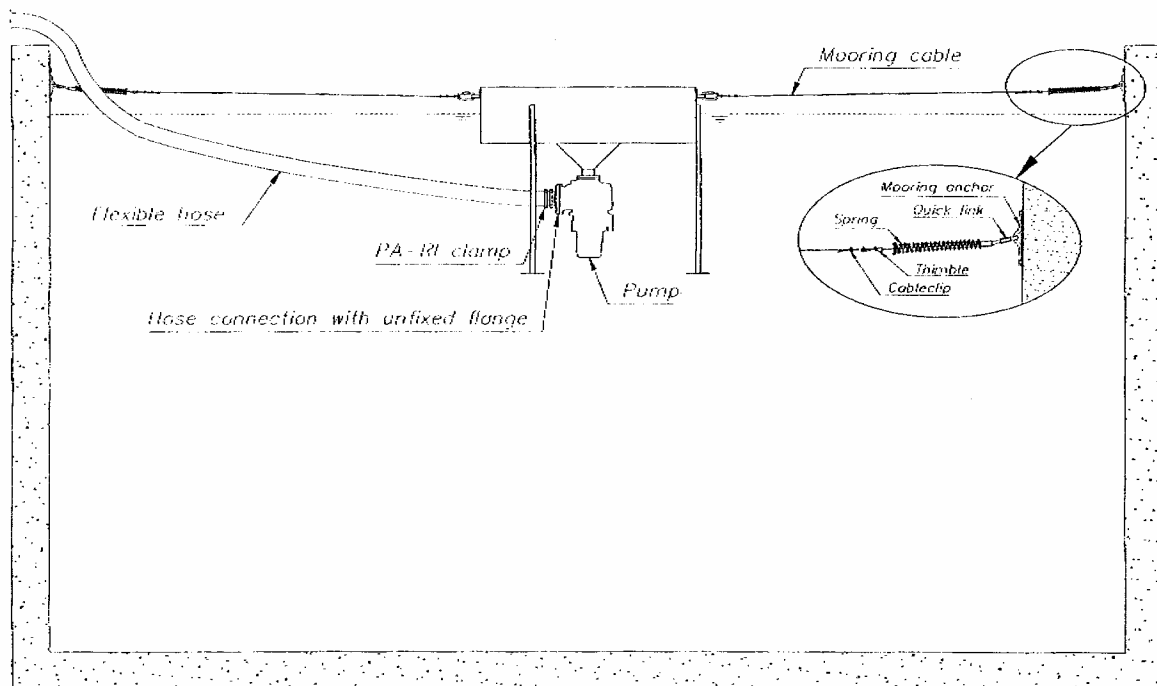 Mooring cable
Mooring anchor
Quick link
Spring
Flexible hose
PA-RI clamp
Thimble
Cableclip
Pump
Hose connection with unfixed flange